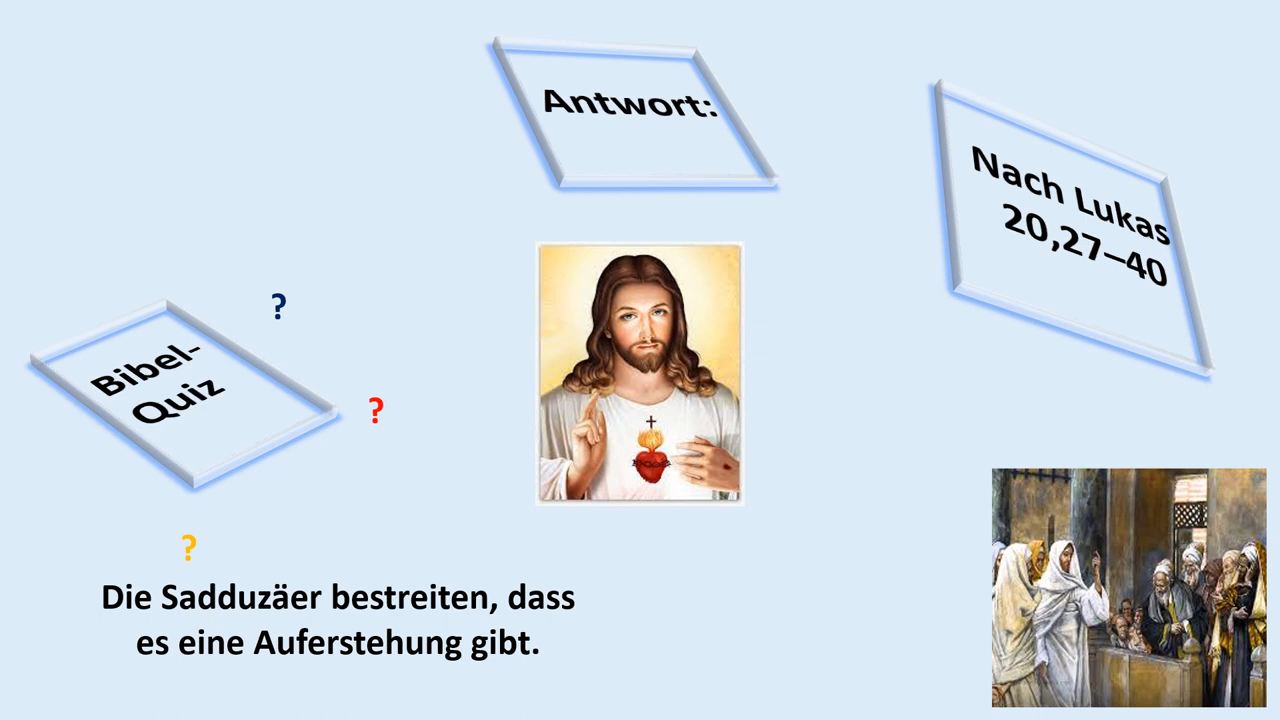 Antwort:
Nach Lukas
20,27–40
Bibel-
Quiz
?
?
?
Die Sadduzäer bestreiten, dass
es eine Auferstehung gibt.